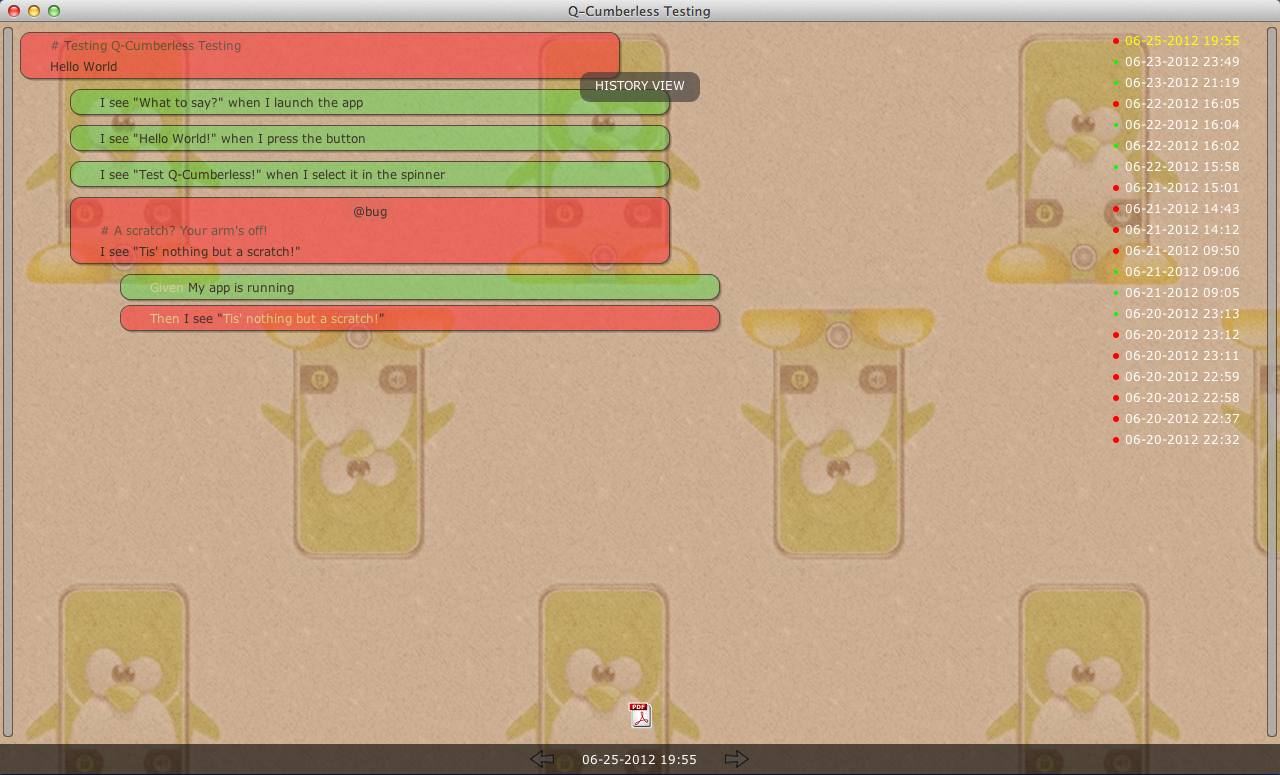 Q-Cumberless Testing
# Testing Q-Cumberless Testing
Hello World
HISTORY VIEW
I see "What to say?" when I launch the app
I see "Hello World!" when I press the button
I see "Test Q-Cumberless!" when I select it in the spinner
@bug
# A scratch? Your arm's off!
I see "Tis' nothing but a scratch!"
Given My app is running
Then I see "Tis' nothing but a scratch!"
06-25-2012 19:55
06-23-2012 23:49
06-23-2012 21:19
06-22-2012 16:05
06-22-2012 16:04
06-22-2012 16:02
06-22-2012 15:58
06-21-2012 15:01
06-21-2012 14:43
06-21-2012 14:12
06-21-2012 09:50
06-21-2012 09:06
06-21-2012 09:05
06-20-2012 23:13
06-20-2012 23:12
06-20-2012 23:11
06-20-2012 22:59
06-20-2012 22:58
06-20-2012 22:37
06-20-2012 22:32
PDF
06-25-2012 19:55